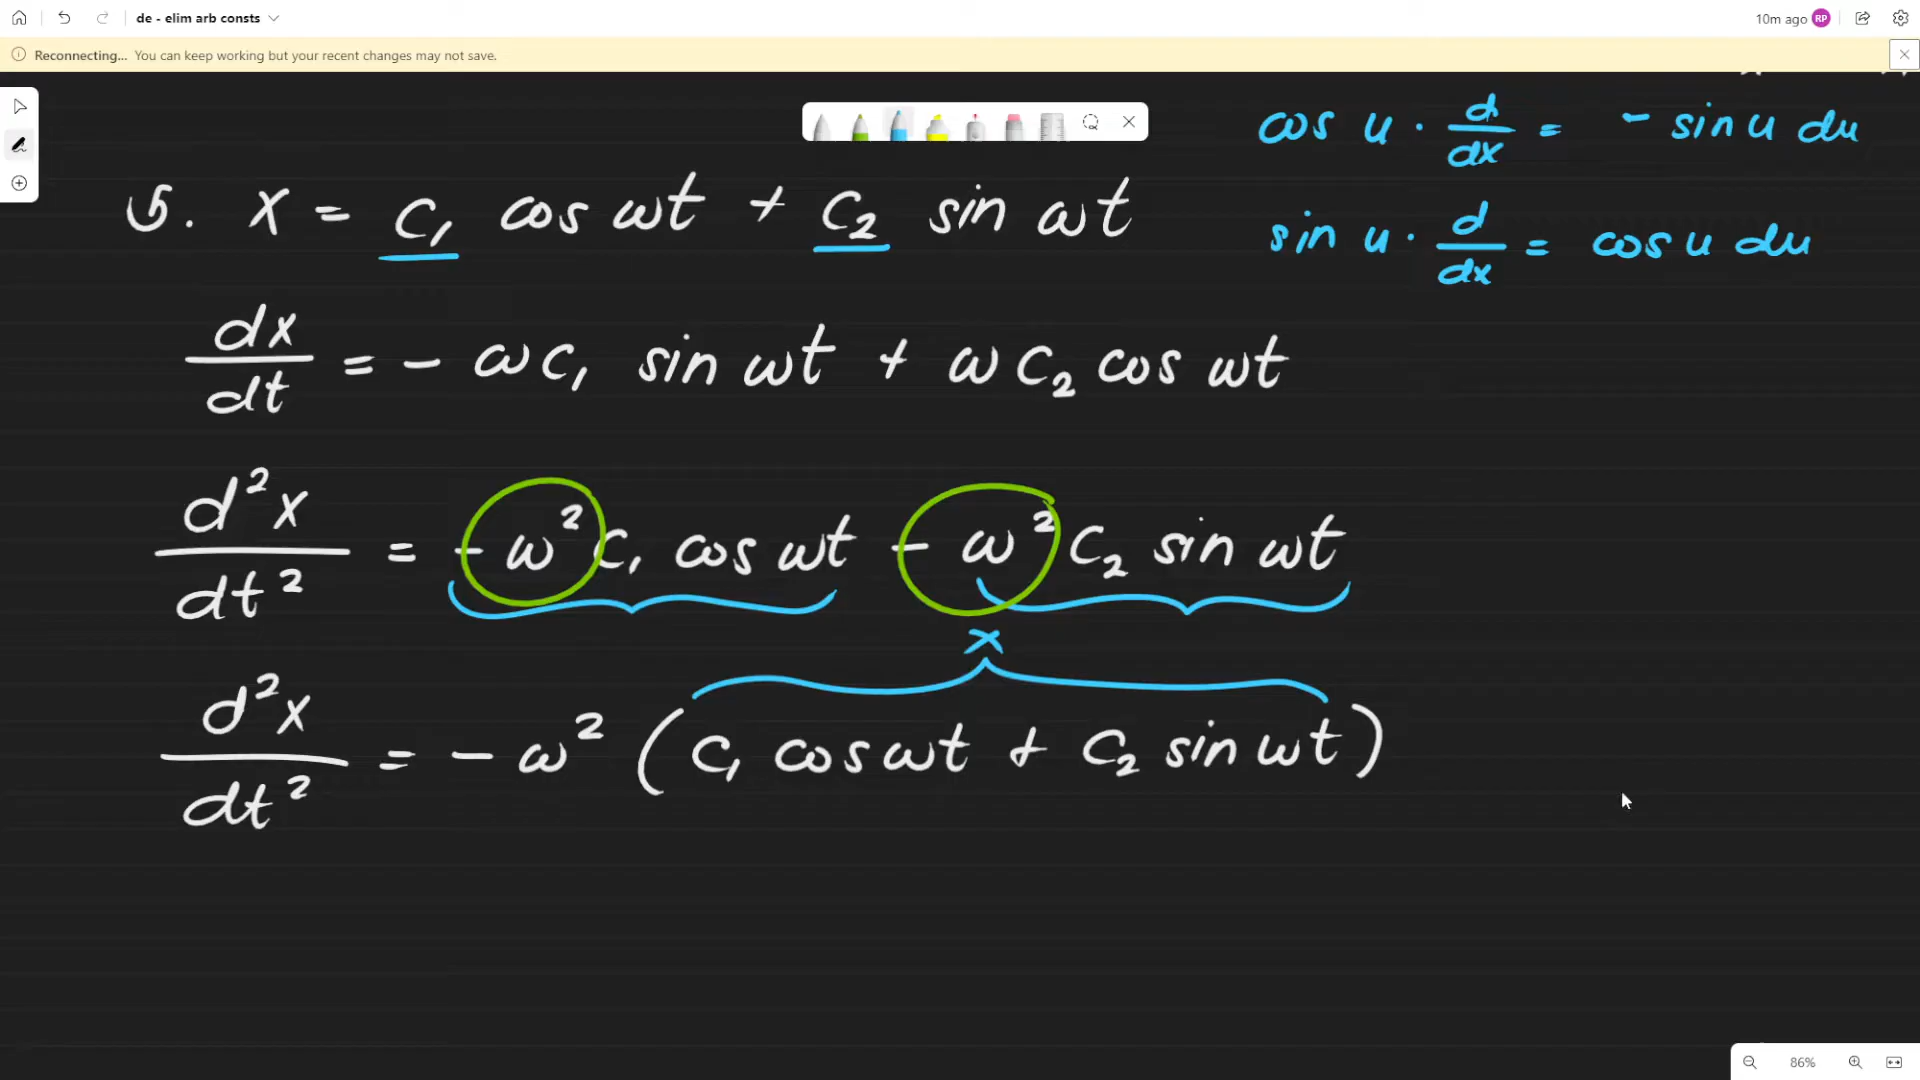 de - elim arb consts
10m ago RP
Reconnecting... You can keep working but your recent changes may not save.
cos u · d/dx = - sin u du
sin u · d/dx = cos u du
5. x = C₁ cos ωt + C₂ sin ωt
dx/dt = - ωC₁ sin ωt + ωC₂ cos ωt
d²x/dt² = - ω²C₁ cos ωt - ω²C₂ sin ωt
x
d²x/dt² = - ω² (C₁ cos ωt + C₂ sin ωt)
86%